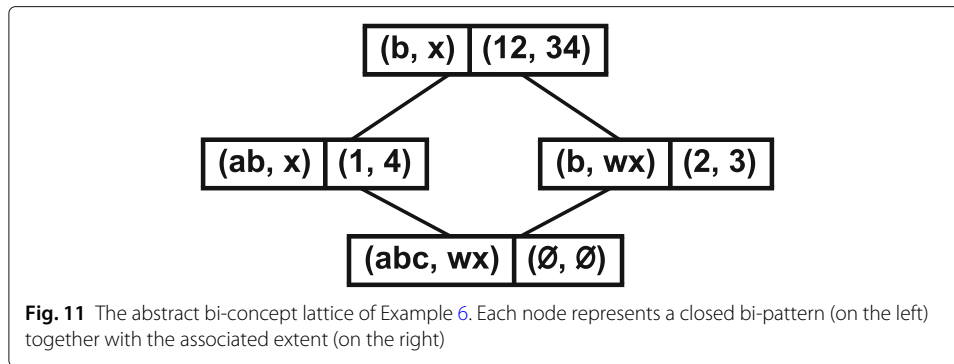 (b, x) (12, 34)
(ab, x) (1, 4) (b, wx) (2, 3)
(abc, wx) (Ø, Ø)
Fig. 11 The abstract bi-concept lattice of Example 6. Each node represents a closed bi-pattern (on the left)
together with the associated extent (on the right)